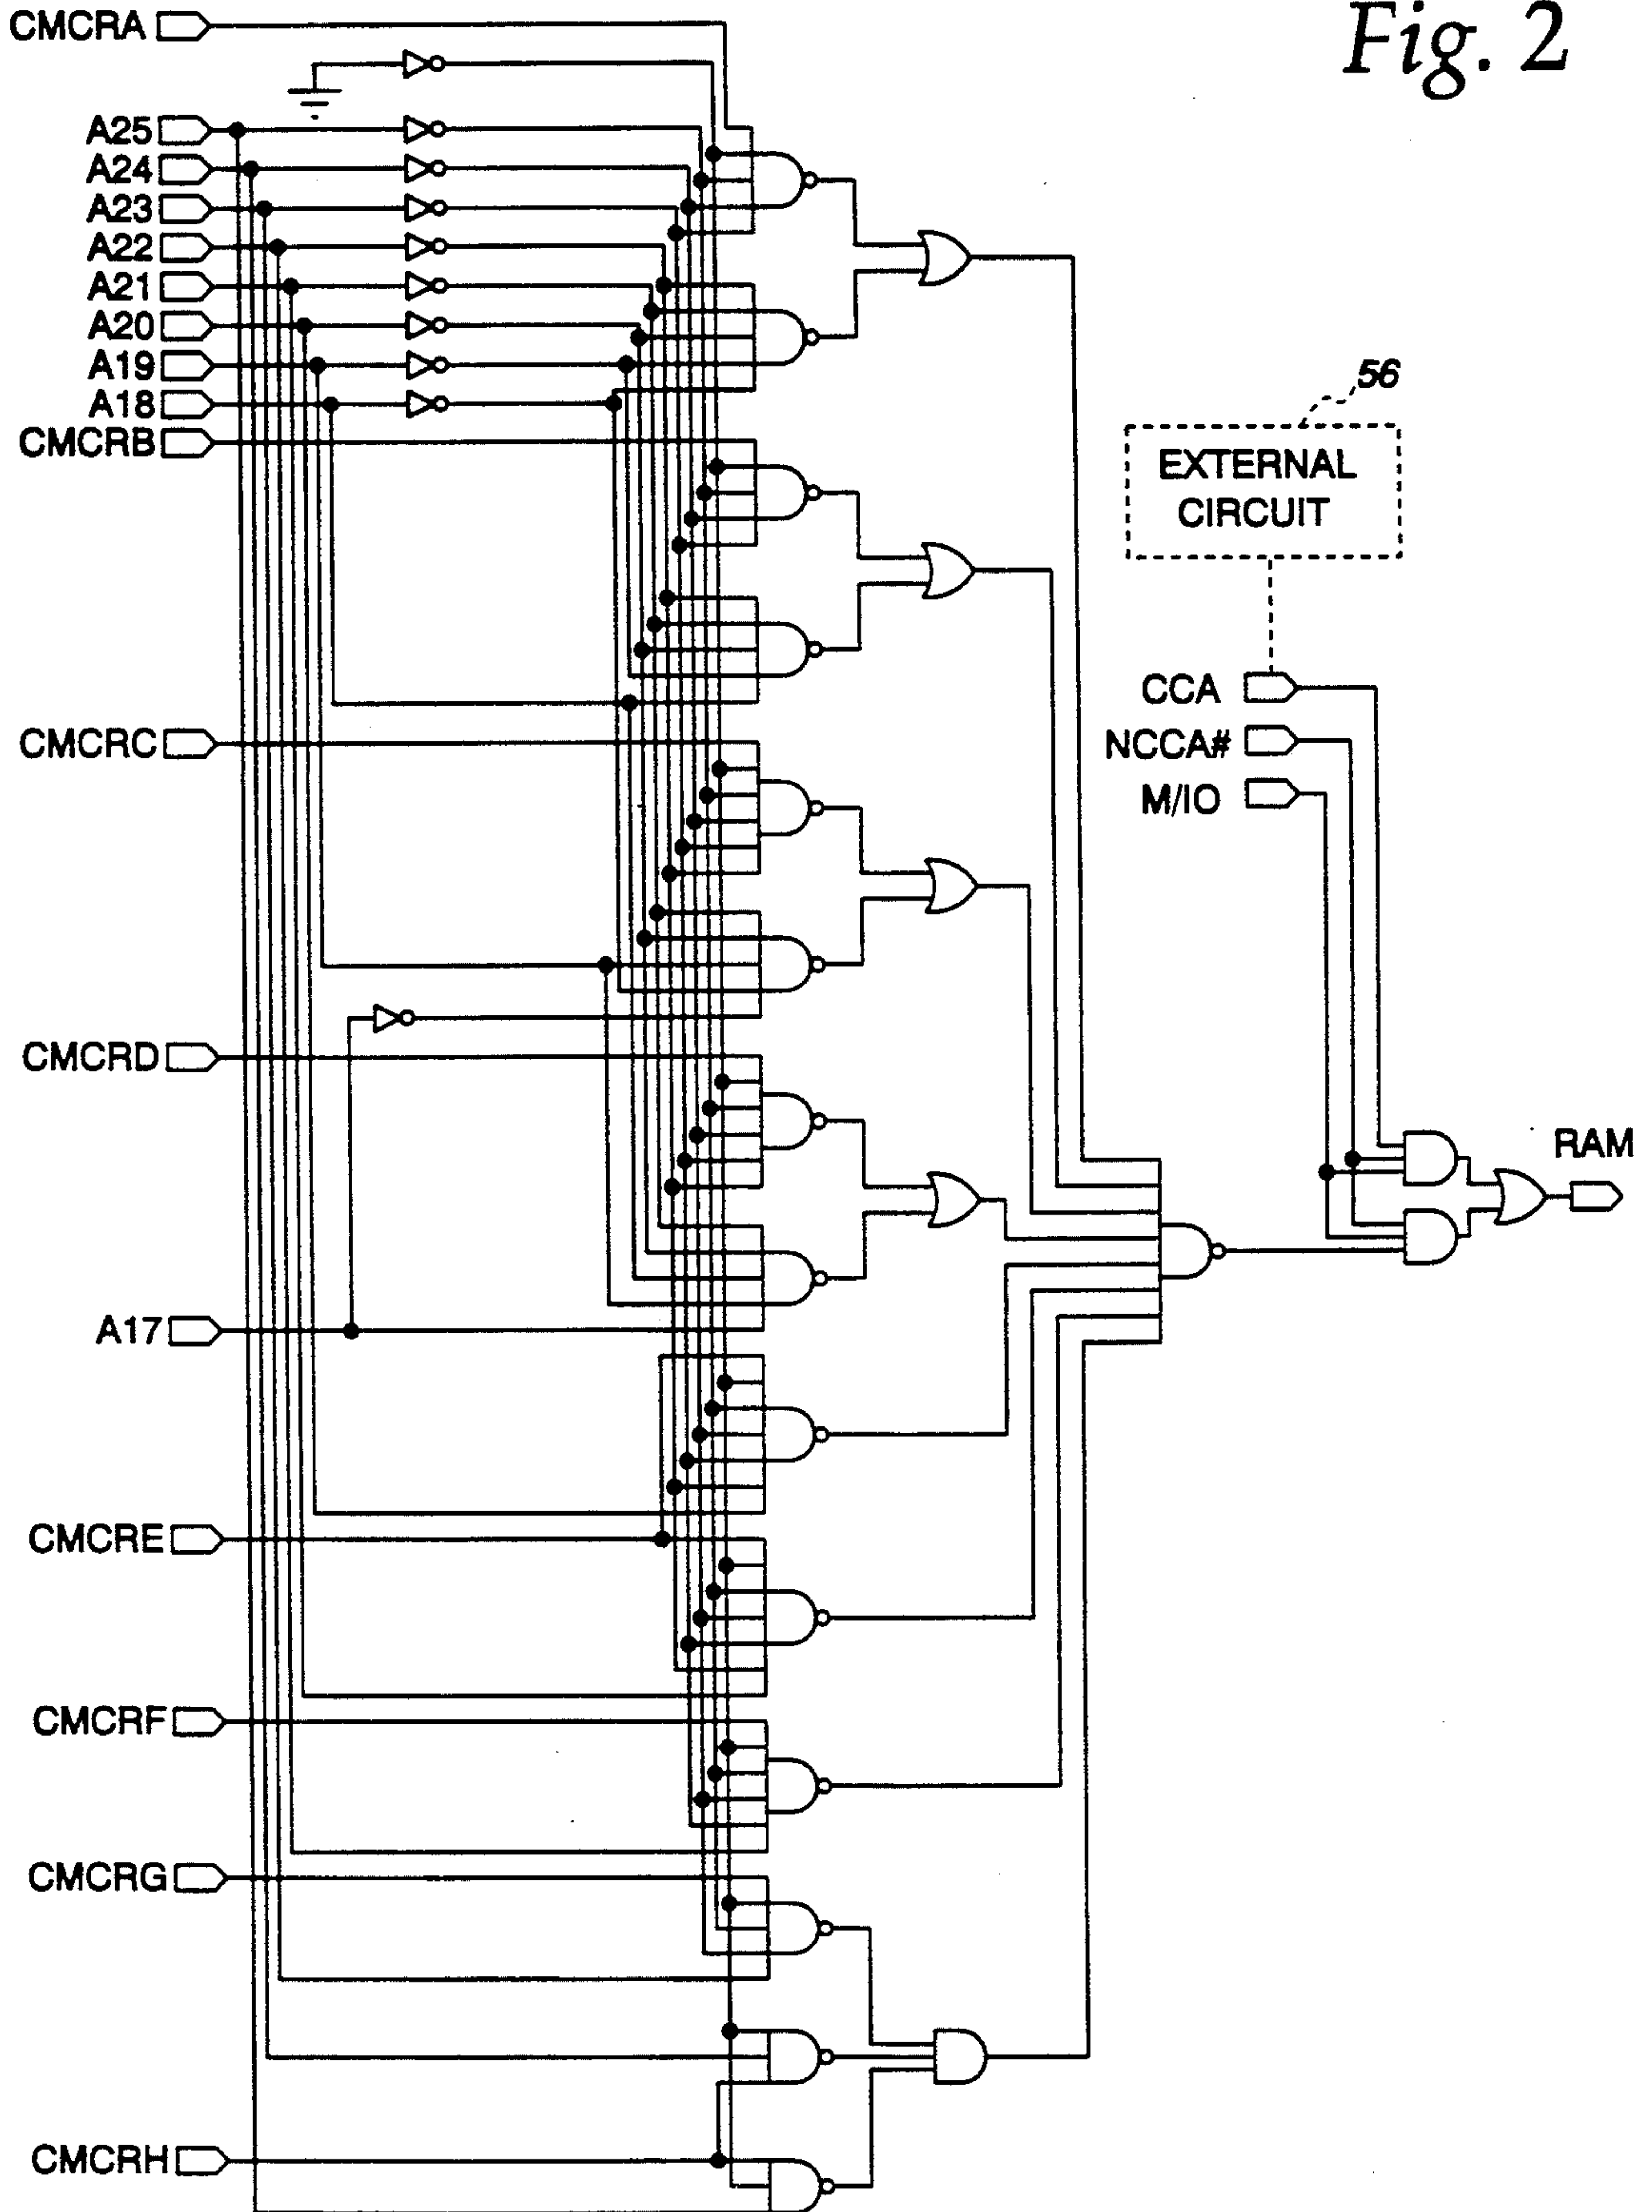 Fig. 2
CMCRA
A25
A24
A23
A22
A21
A20
A19
A18
CMCRB
56
EXTERNAL
CIRCUIT
CCA
CMCRC
NCCA#
M/IO
CMCRD
RAM
A17
CMCRE
CMCRF
CMCRG
CMCRH